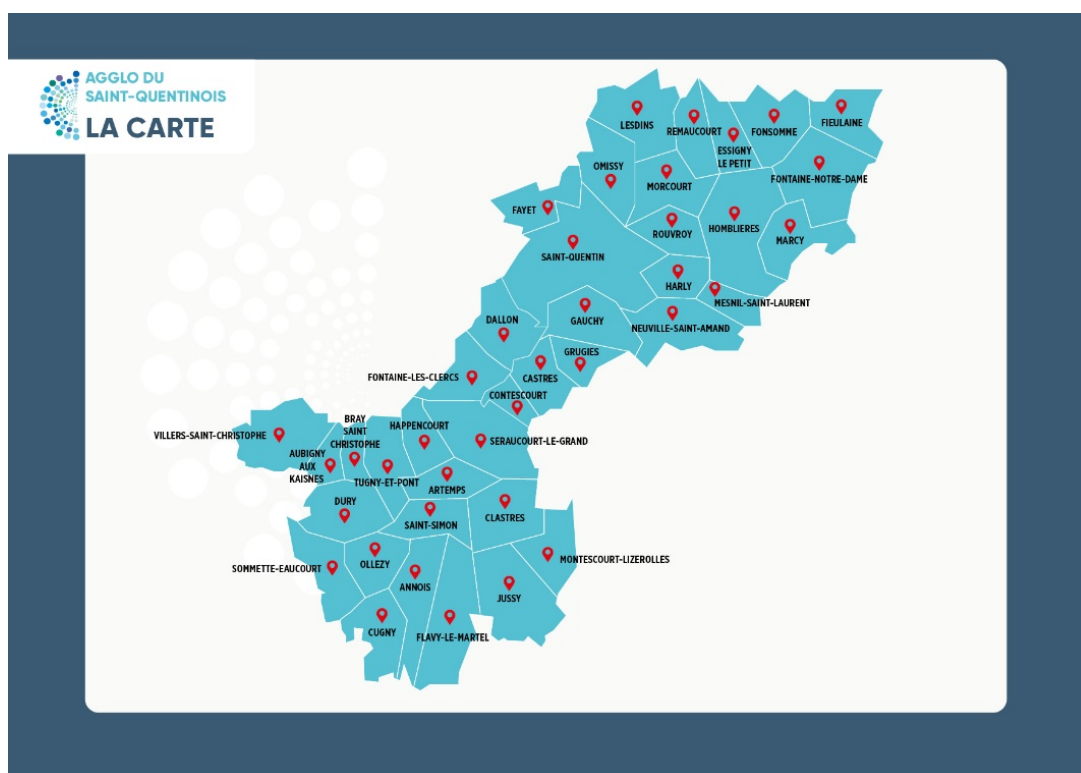 AGGLO DU
SAINT-QUENTINOIS
LA CARTE
LESDINS
REMAUCOURT
ESSIGNY
LE PETIT
FONSOMME
FIEULAINE
OMISSY
MORCOURT
FONTAINE-NOTRE-DAME
FAYET
ROUVROY
HOMBLIERES
MARCY
SAINT-QUENTIN
HARLY
MESNIL-SAINT-LAURENT
DALLON
GAUCHY
NEUVILLE-SAINT-AMAND
GRUGIES
FONTAINE-LES-CLERCS
CASTRES
CONTESCOURT
BRAY
SAINT
CHRISTOPHE
HAPPENCOURT
VILLERS-SAINT-CHRISTOPHE
SERAUCOURT-LE-GRAND
AUBIGNY
AUX
KAISNES
TUGNY-ET-PONT
ARTEMPS
DURY
SAINT-SIMON
CLASTRES
SOMMETTE-EAUCOURT
OLLEZY
MONTESCOURT-LIZEROLLES
ANNOIS
JUSSY
CUGNY
FLAVY-LE-MARTEL